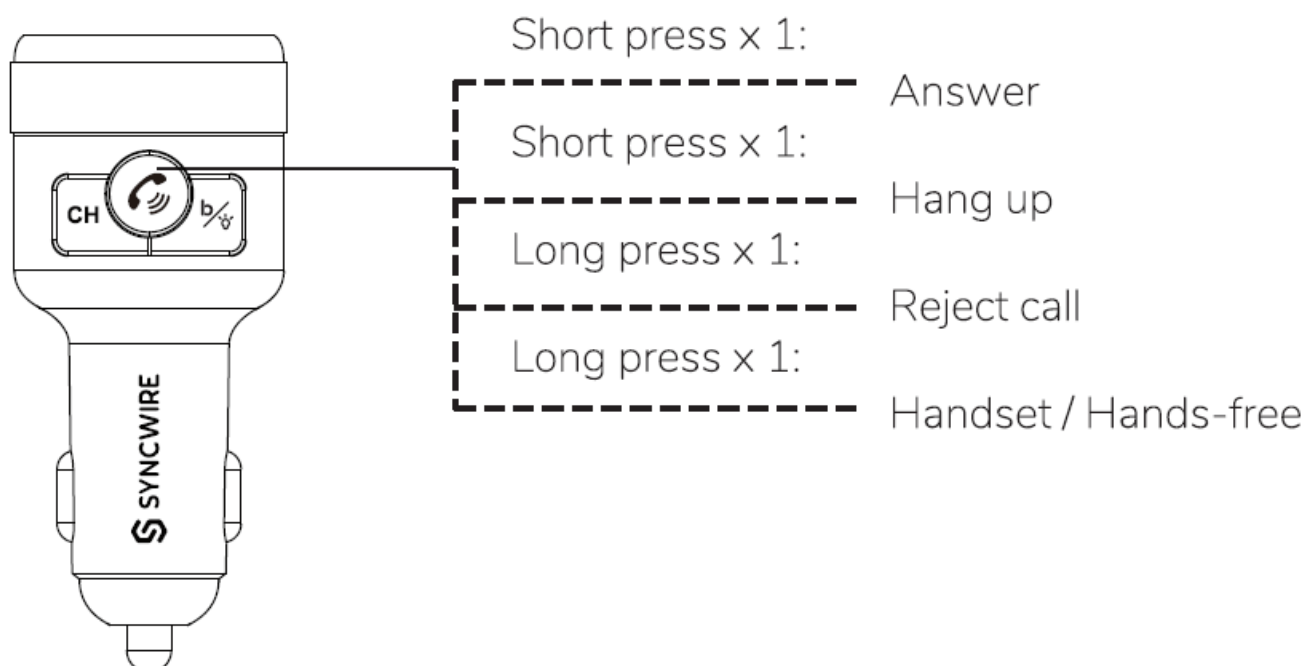 Short press x 1:
Answer
Short press x 1:
Hang up
Long press x 1:
Reject call
Long press x 1:
Handset / Hands-free
CH
b/
SYNCWIRE